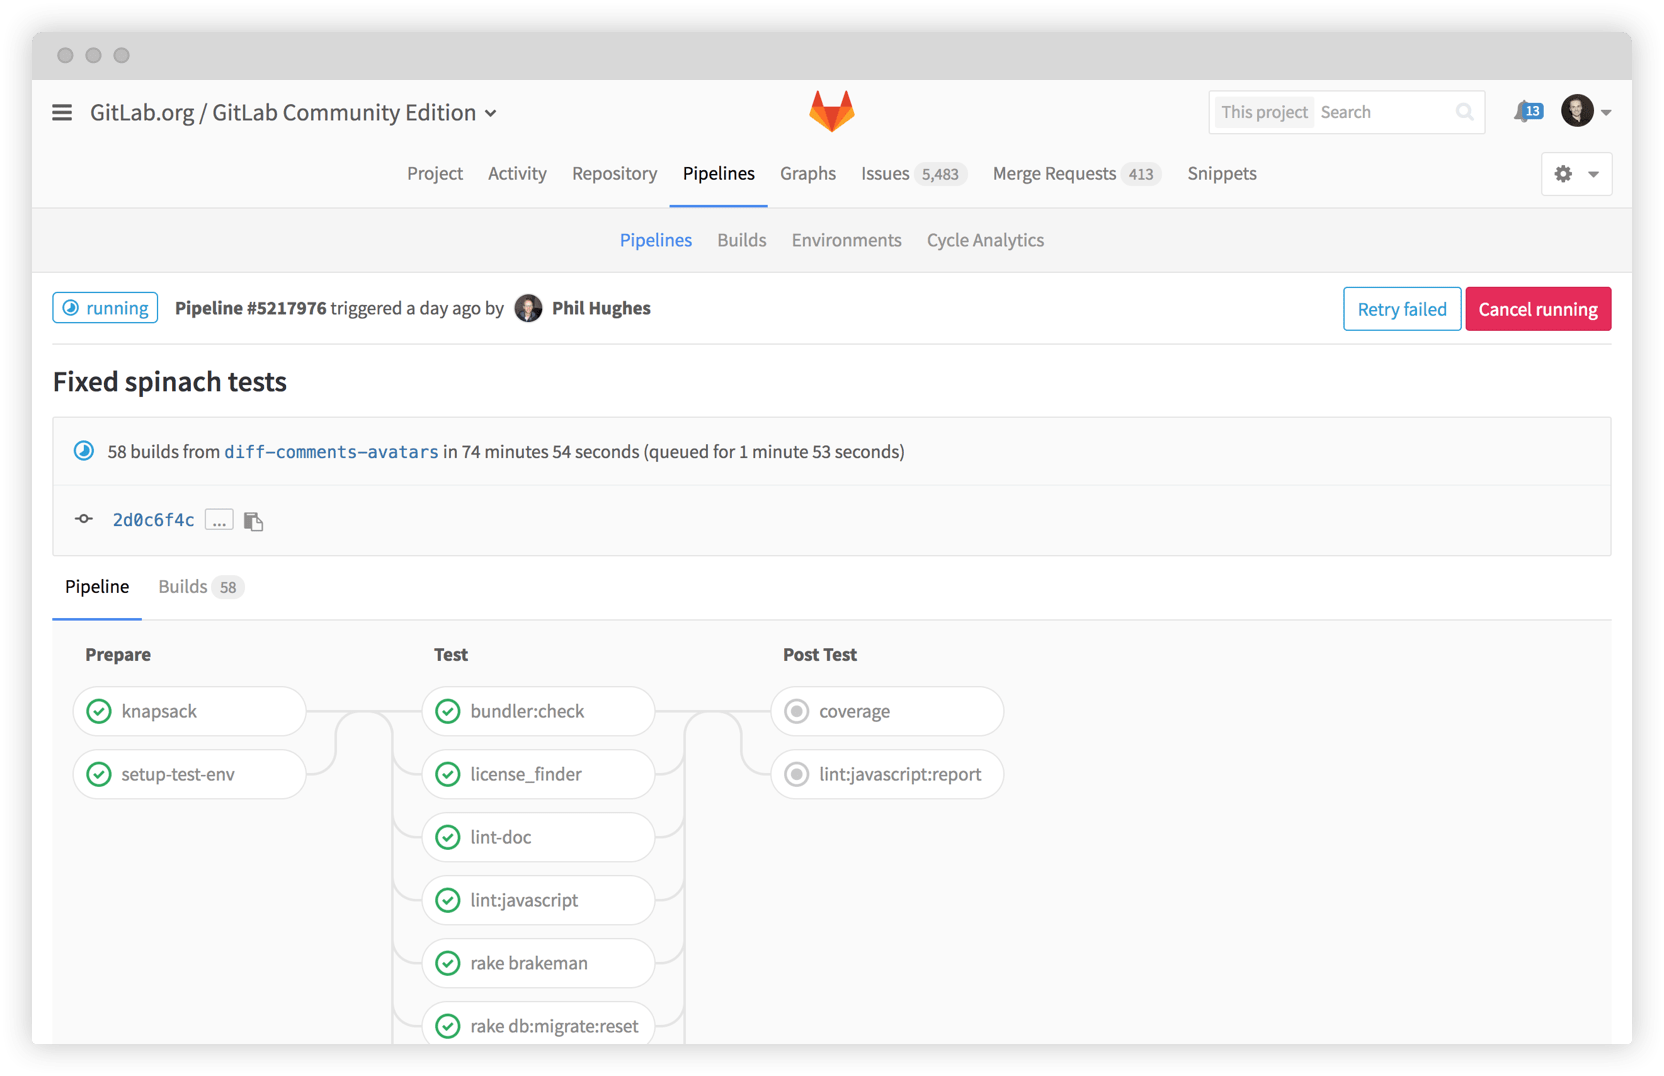 GitLab.org / GitLab Community Edition
This project Search
13
Project Activity Repository Pipelines Graphs Issues 5,483 Merge Requests 413 Snippets
Pipelines Builds Environments Cycle Analytics
running Pipeline #5217976 triggered a day ago by Phil Hughes
Retry failed Cancel running
Fixed spinach tests
58 builds from diff-comments-avatars in 74 minutes 54 seconds (queued for 1 minute 53 seconds)
2d0c6f4c ...
Pipeline Builds 58
Prepare Test Post Test
knapsack bundler:check coverage
setup-test-env license_finder lint:javascript:report
lint-doc
lint:javascript
rake brakeman
rake db:migrate:reset